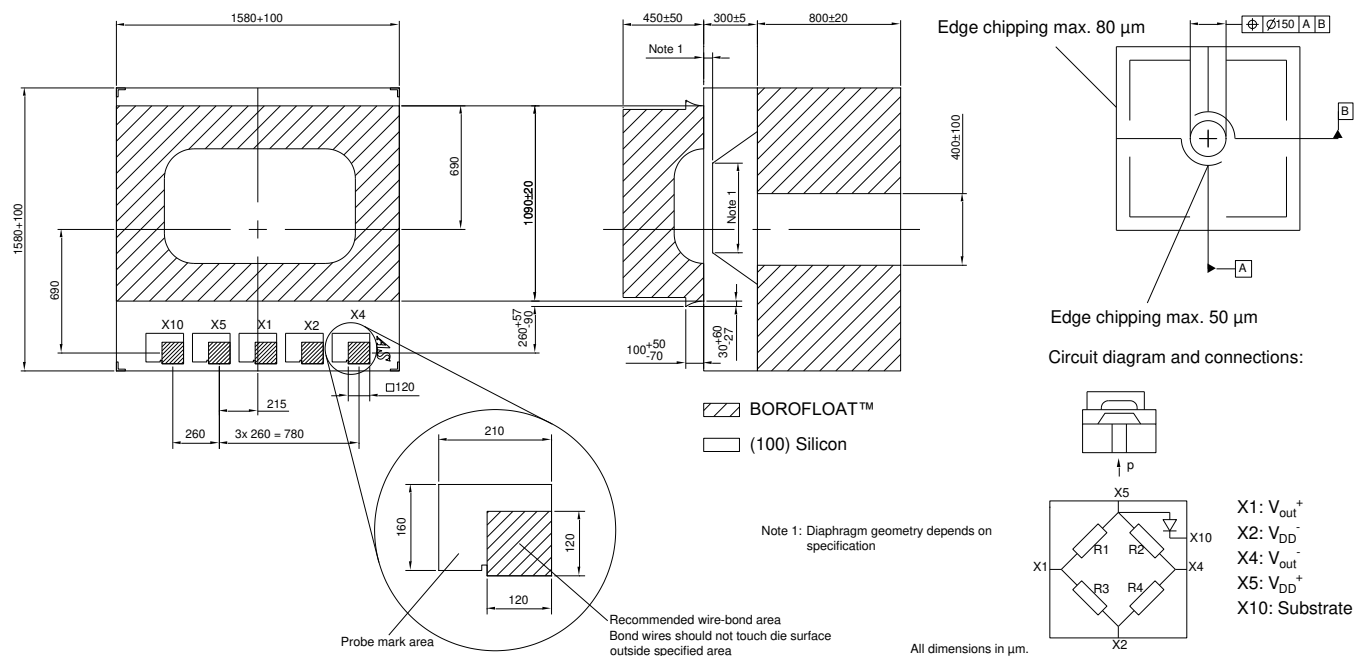 1580+100
450±50
300±5
800±20
Note 1
Edge chipping max. 80 µm
Ø150 A B
B
A
1580+100
690
690
1090±20
Note 1
400±100
260+57
-90
100+50
-70
30+60
-27
X10
X5
X1
X2
X4
□120
215
260
3x 260 = 780
BOROFLOAT™
(100) Silicon
Edge chipping max. 50 µm
Circuit diagram and connections:
p
210
160
120
120
Probe mark area
Recommended wire-bond area
Bond wires should not touch die surface
outside specified area
Note 1: Diaphragm geometry depends on
specification
X5
X10
X1
X4
X2
R1
R2
R3
R4
X1: Vout+
X2: VDD-
X4: Vout-
X5: VDD+
X10: Substrate
All dimensions in µm.